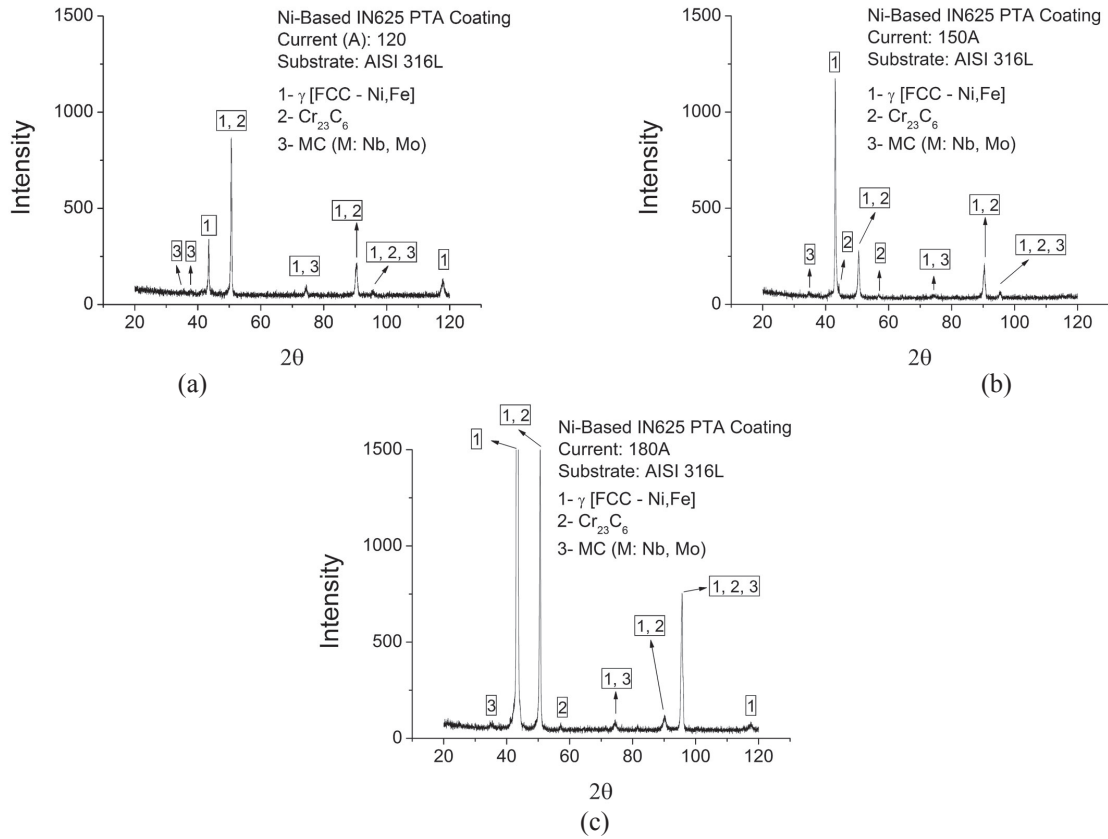 Ni-Based IN625 PTA Coating
Current (A): 120
Substrate: AISI 316L
1- γ [FCC - Ni,Fe]
2- Cr23C6
3- MC (M: Nb, Mo)
1500
1000
500
0
Intensity
3
3
1
1, 2
1, 3
1, 2
1, 2, 3
1
0 20 40 60 80 100 120
2θ
(a)
Ni-Based IN625 PTA Coating
Current: 150A
Substrate: AISI 316L
1- γ [FCC - Ni,Fe]
2- Cr23C6
3- MC (M: Nb, Mo)
1500
1000
500
0
Intensity
3
1
2
1, 2
2
1, 3
1, 2
1, 2, 3
20 40 60 80 100 120
2θ
(b)
Ni-Based IN625 PTA Coating
Current: 180A
Substrate: AISI 316L
1- γ [FCC - Ni,Fe]
2- Cr23C6
3- MC (M: Nb, Mo)
1500
1000
500
0
Intensity
3
1
1, 2
2
1, 3
1, 2
1, 2, 3
1
20 40 60 80 100 120
2θ
(c)